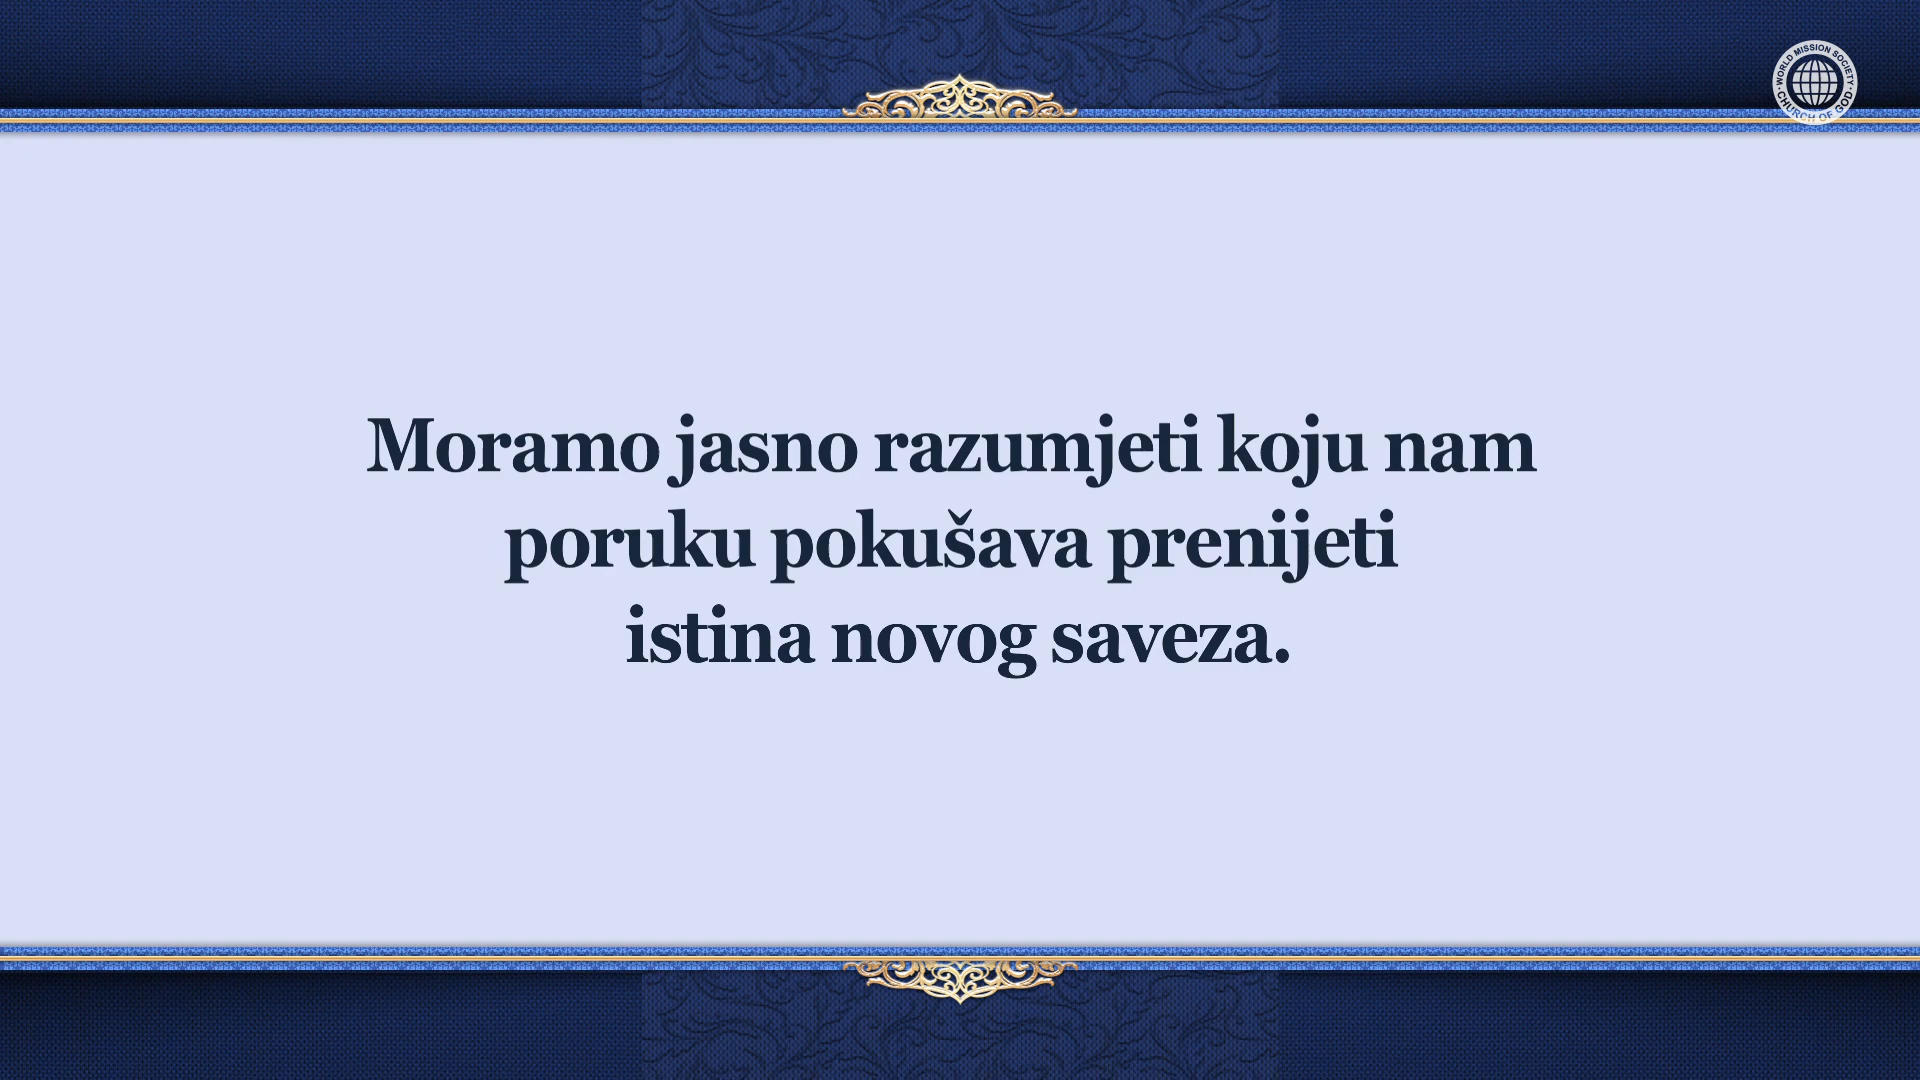 WORLD MISSION SOCIETY
CHURCH OF GOD
Moramo jasno razumjeti koju nam
poruku pokušava prenijeti
istina novog saveza.